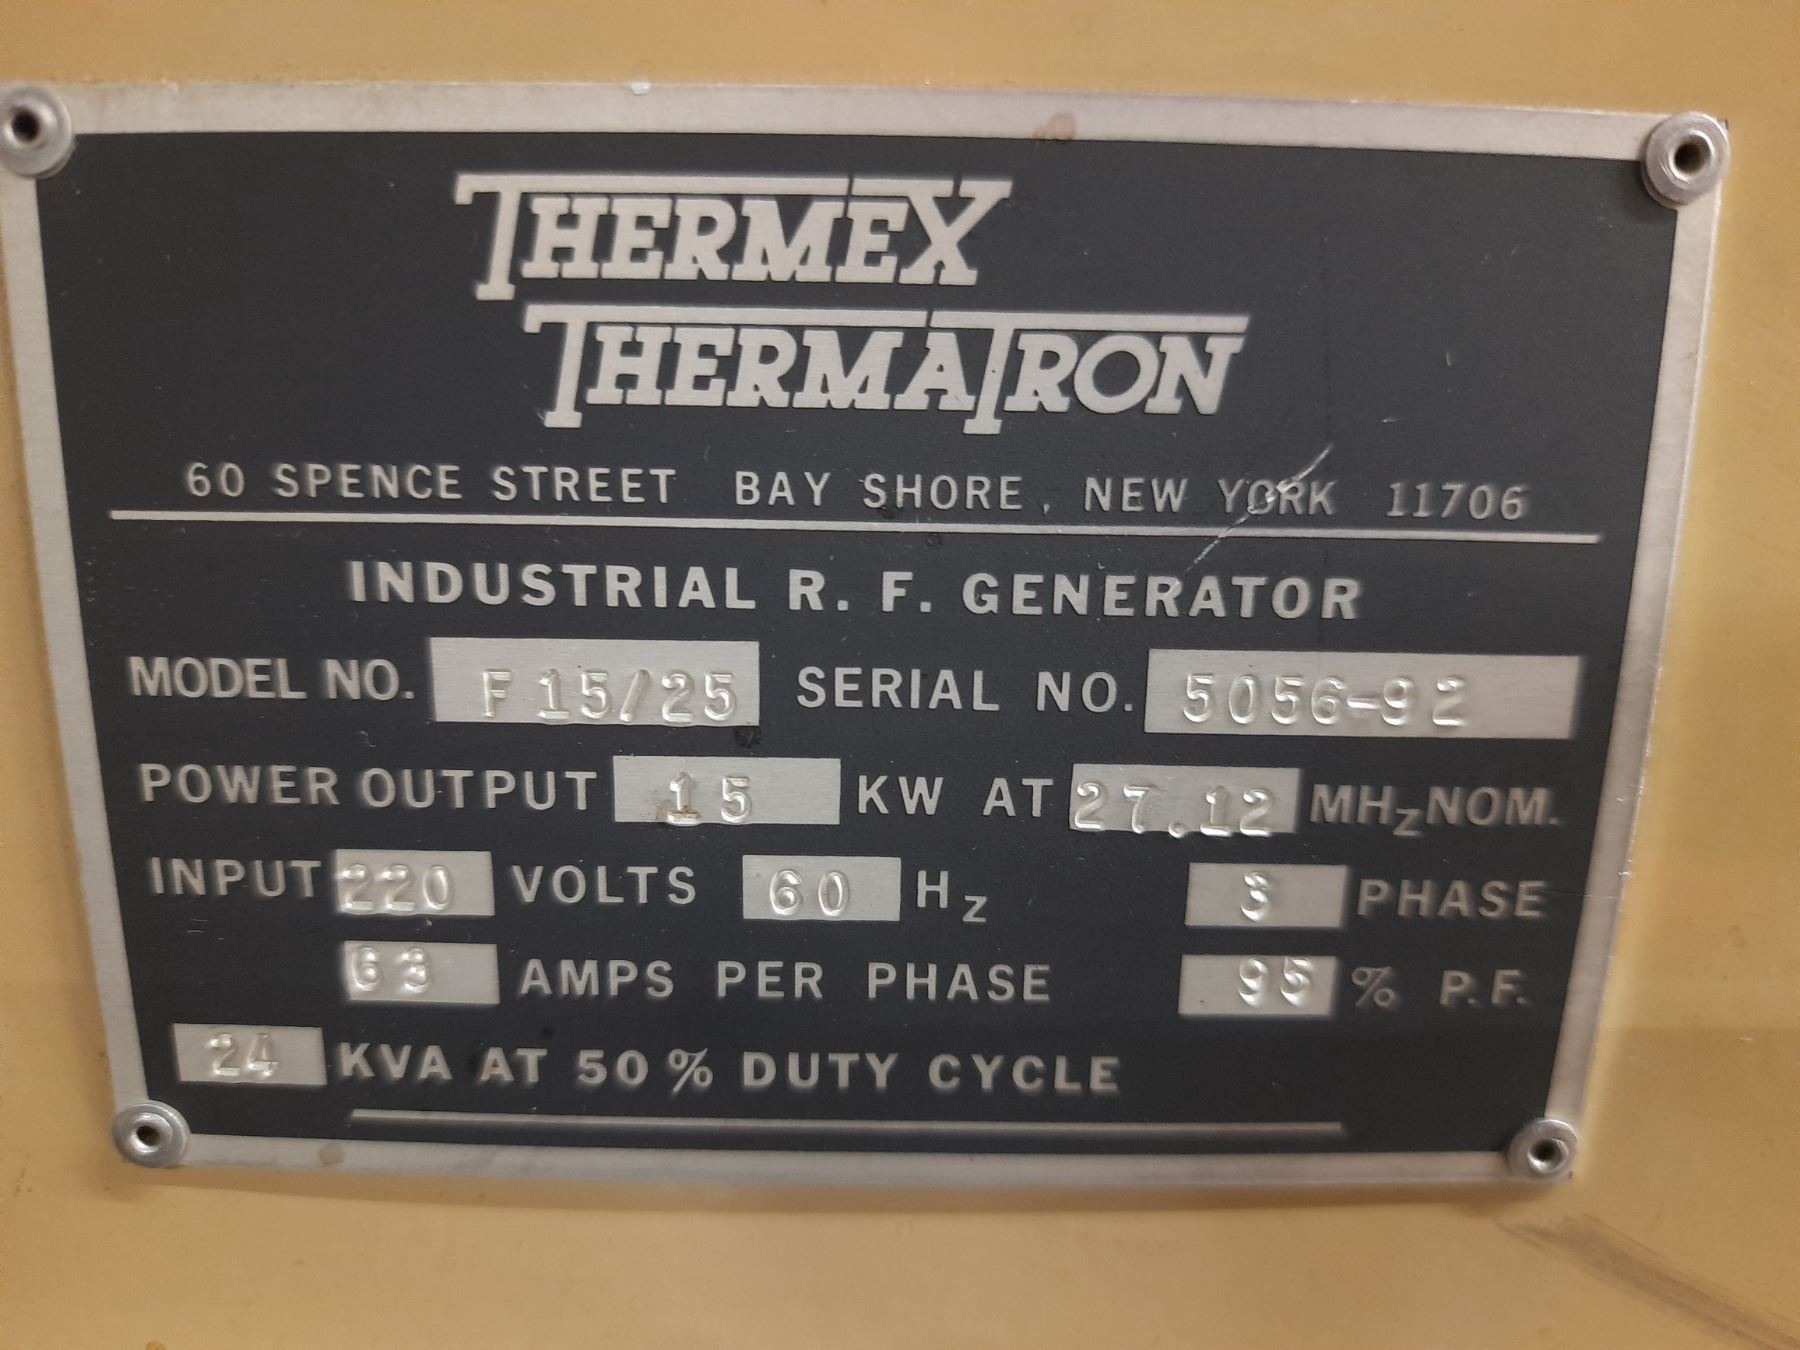 THERMEX
THERMATRON
60 SPENCE STREET BAY SHORE, NEW YORK 11706
INDUSTRIAL R. F. GENERATOR
MODEL NO. F15/25 SERIAL NO. 5056-92
POWER OUTPUT 15 KW AT 27.12 MHz NOM.
INPUT 220 VOLTS 60 Hz 3 PHASE
63 AMPS PER PHASE 95 % P.F.
24 KVA AT 50% DUTY CYCLE